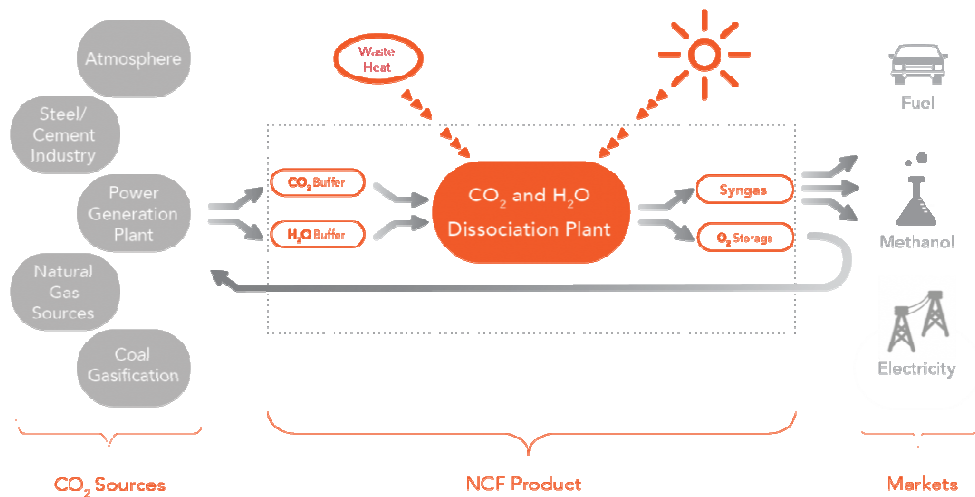 Atmosphere
Steel/
Cement
Industry
Power
Generation
Plant
Natural
Gas
Sources
Coal
Gasification
CO₂ Sources
Waste
Heat
CO₂ Buffer
H₂O Buffer
CO₂ and H₂O
Dissociation Plant
Syngas
O₂ Storage
NCF Product
Fuel
Methanol
Electricity
Markets